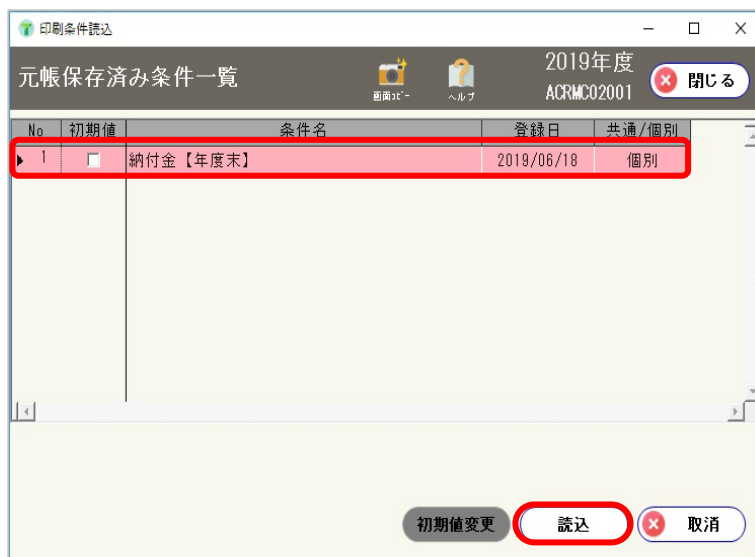 印刷条件読込
元帳保存済み条件一覧
画面ｺﾋﾟｰ
ヘルプ
2019年度
ACRMC02001
閉じる
No 初期値 条件名 登録日 共通/個別
1 納付金【年度末】 2019/06/18 個別
初期値変更 読込 取消